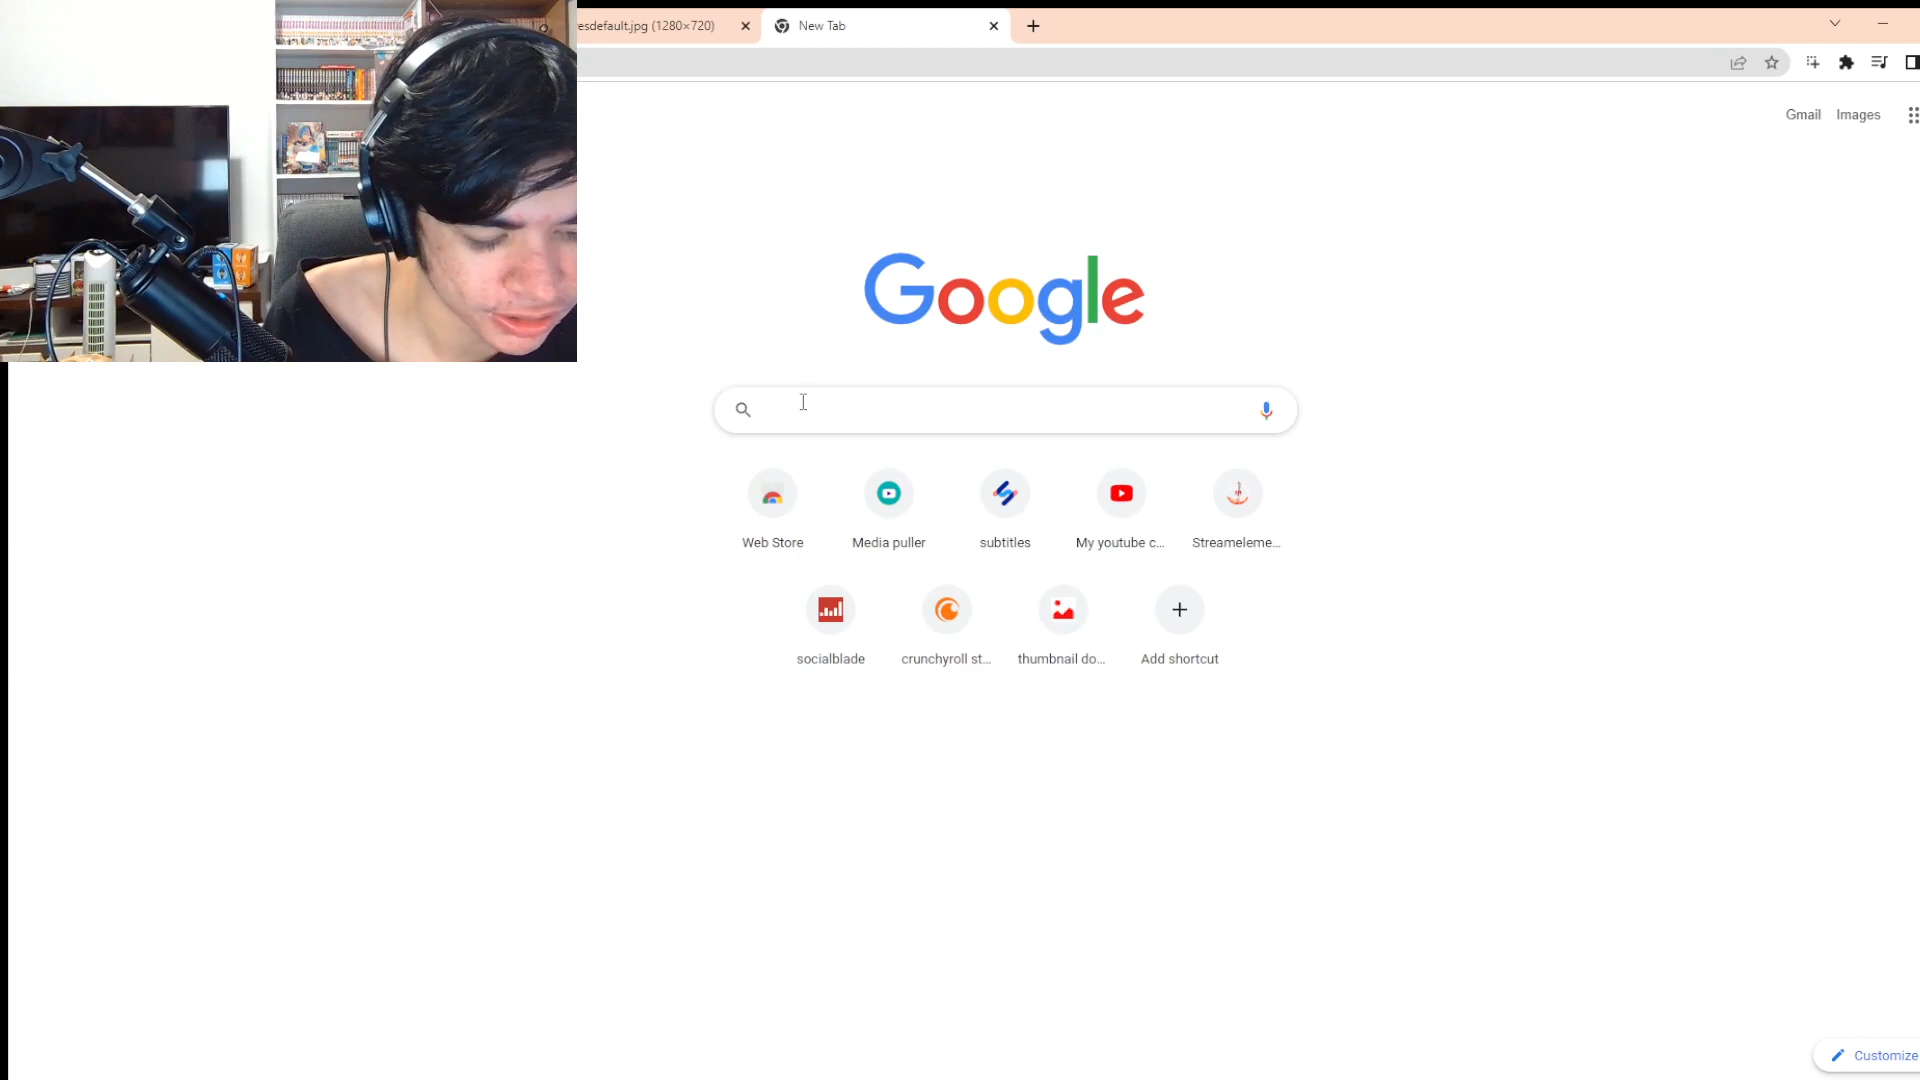 esdefault.jpg (1280×720)
New Tab
Gmail
Images
Google
Web Store
Media puller
subtitles
My youtube c...
Streameleme...
socialblade
crunchyroll st...
thumbnail do...
Add shortcut
Customize